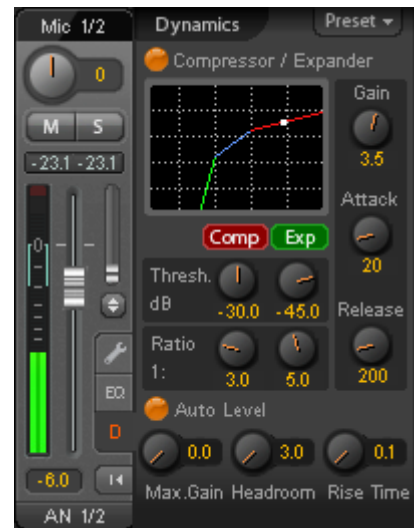 Mic 1/2
Dynamics
Preset
Compressor / Expander
0
Gain
M S
3.5
-23.1 -23.1
Attack
Comp Exp
20
0
Thresh.
dB
-30.0 -45.0
Release
Ratio
1:
3.0 5.0
200
EQ
D
Auto Level
0.0 3.0 0.1
-6.0
Max.Gain Headroom Rise Time
AN 1/2